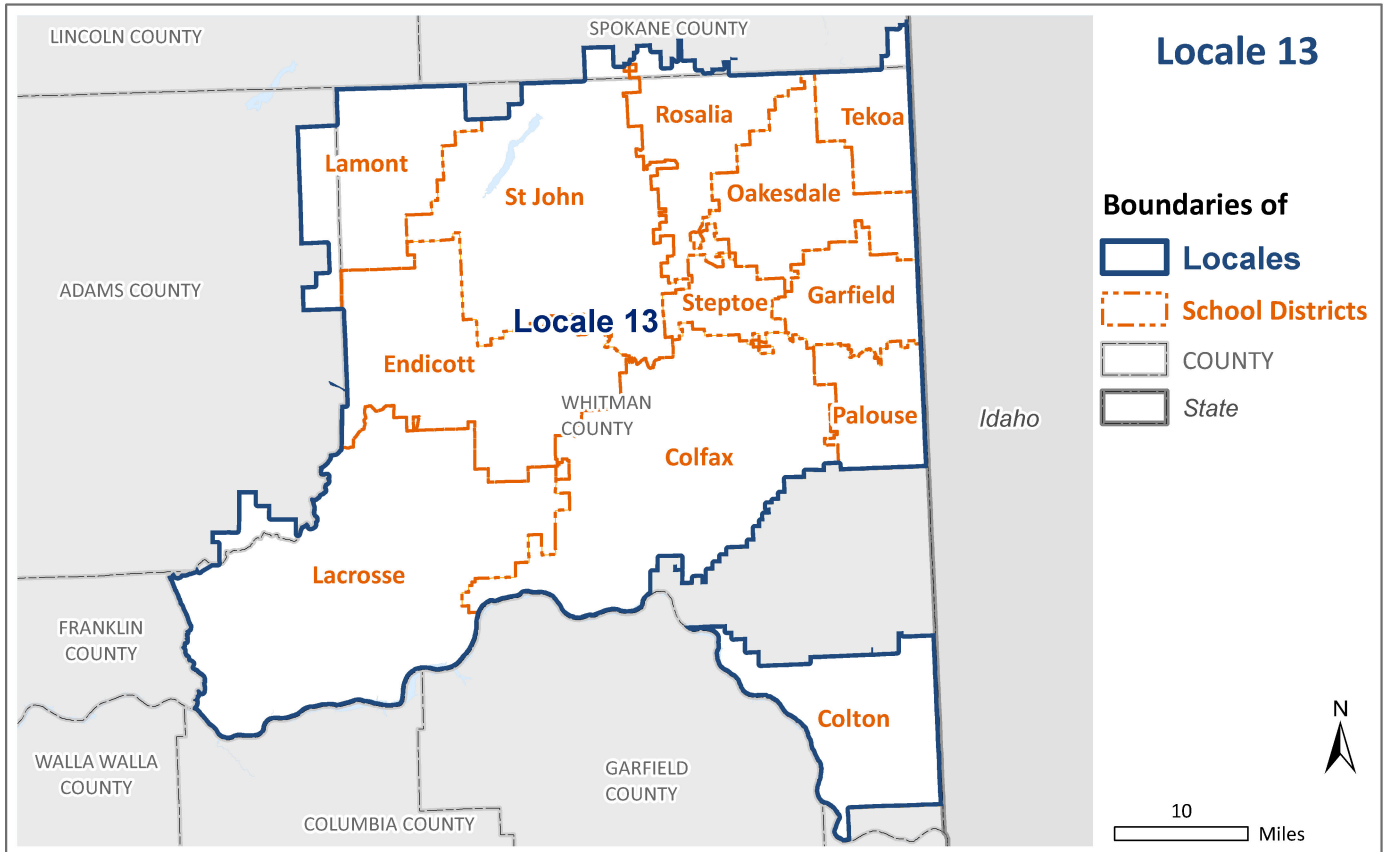 LINCOLN COUNTY
SPOKANE COUNTY
Locale 13
Rosalia
Tekoa
Lamont
St John
Oakesdale
ADAMS COUNTY
Steptoe
Garfield
Locale 13
Endicott
WHITMAN
COUNTY
Palouse
Colfax
Idaho
Lacrosse
FRANKLIN
COUNTY
Colton
WALLA WALLA
COUNTY
GARFIELD
COUNTY
COLUMBIA COUNTY
Boundaries of
Locales
School Districts
COUNTY
State
N
10
Miles